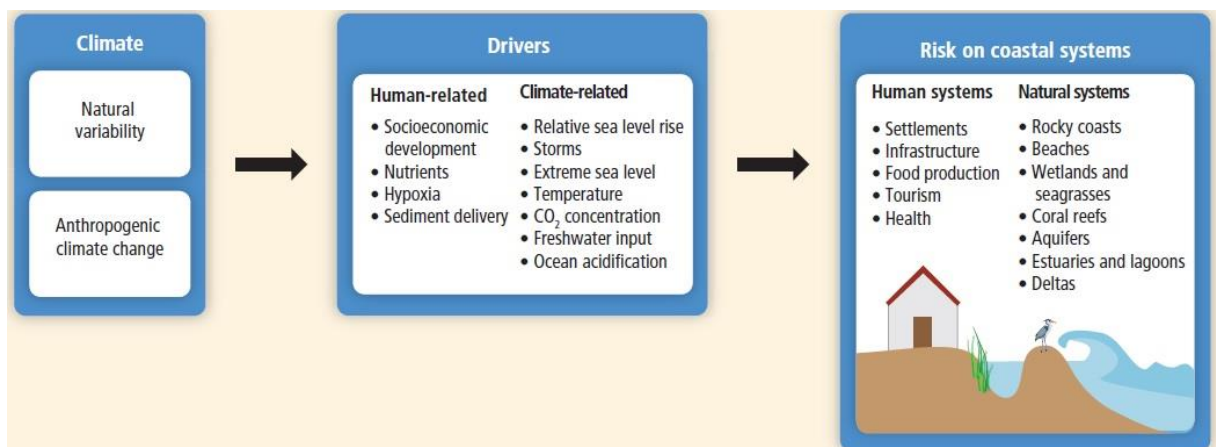 Climate
Natural
variability
Anthropogenic
climate change
Drivers
Human-related
• Socioeconomic
development
• Nutrients
• Hypoxia
• Sediment delivery
Climate-related
• Relative sea level rise
• Storms
• Extreme sea level
• Temperature
• CO₂ concentration
• Freshwater input
• Ocean acidification
Risk on coastal systems
Human systems
• Settlements
• Infrastructure
• Food production
• Tourism
• Health
Natural systems
• Rocky coasts
• Beaches
• Wetlands and
seagrasses
• Coral reefs
• Aquifers
• Estuaries and lagoons
• Deltas